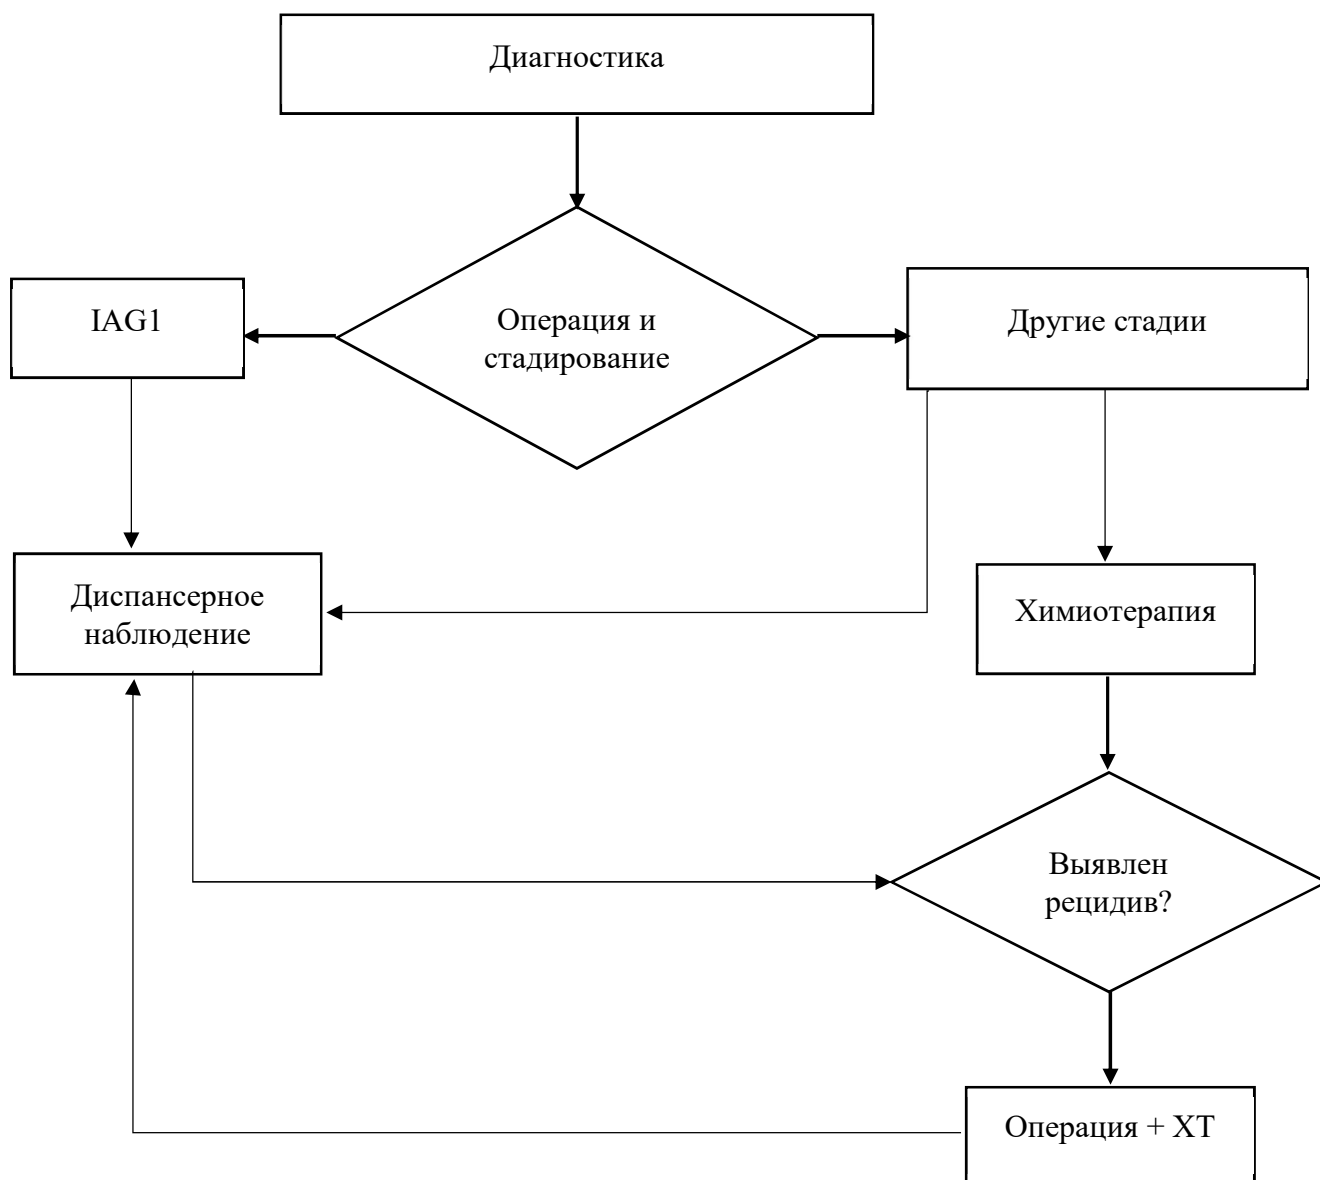 Диагностика
IAG1
Операция и
стадирование
Другие стадии
Диспансерное
наблюдение
Химиотерапия
Выявлен
рецидив?
Операция + ХТ